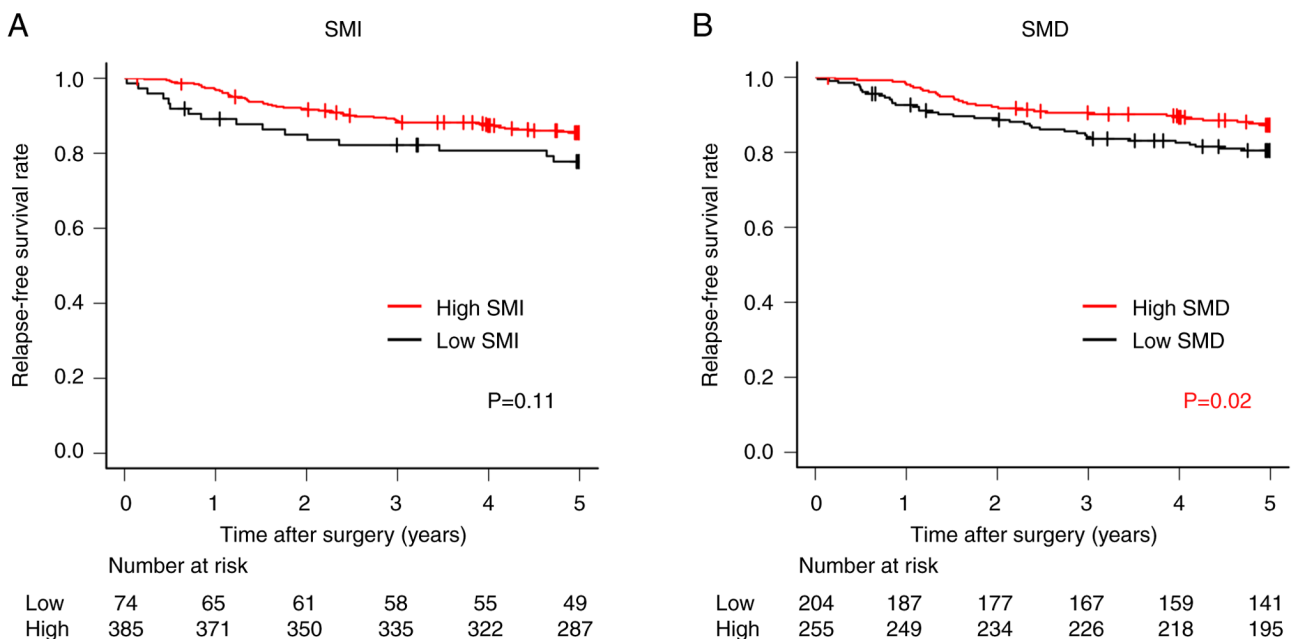 A
SMI
Relapse-free survival rate
1.0
0.8
0.6
0.4
0.2
0.0
High SMI
Low SMI
P=0.11
0 1 2 3 4 5
Time after surgery (years)
Number at risk
Low 74 65 61 58 55 49
High 385 371 350 335 322 287
B
SMD
Relapse-free survival rate
1.0
0.8
0.6
0.4
0.2
0.0
High SMD
Low SMD
P=0.02
0 1 2 3 4 5
Time after surgery (years)
Number at risk
Low 204 187 177 167 159 141
High 255 249 234 226 218 195